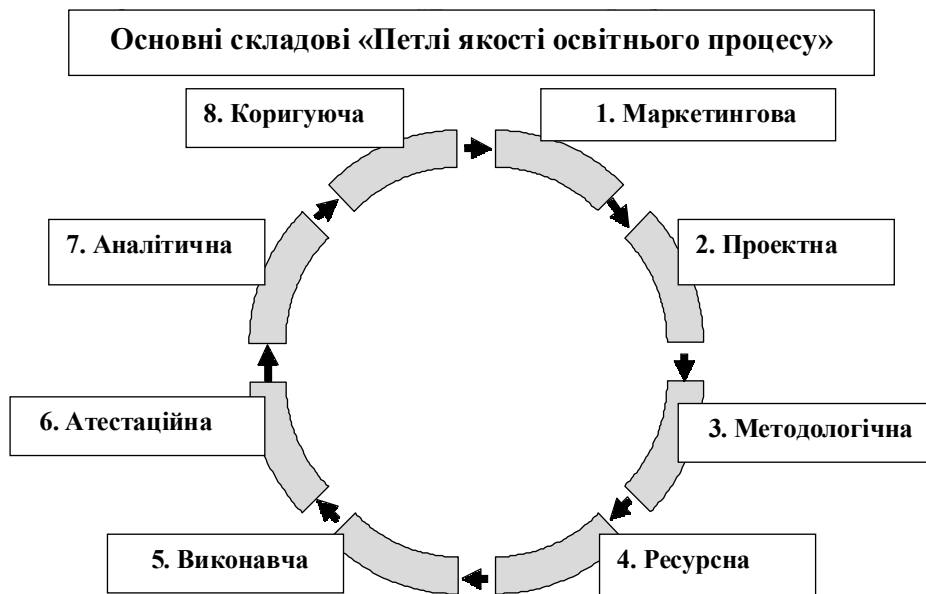 Основні складові «Петлі якості освітнього процесу»
8. Коригуюча
1. Маркетингова
7. Аналітична
2. Проектна
6. Атестаційна
3. Методологічна
5. Виконавча
4. Ресурсна